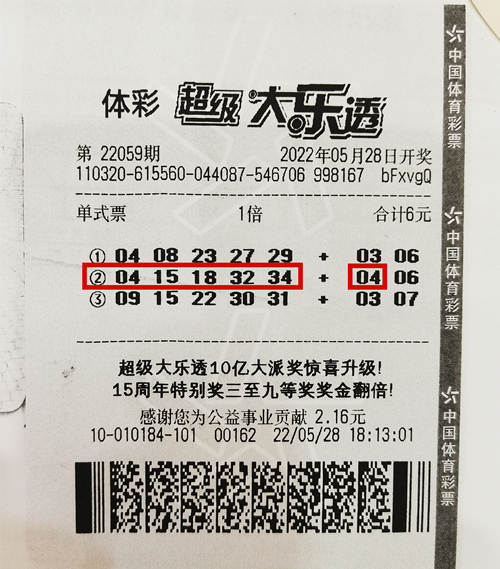 体彩 超级大乐透
第 22059期 2022年05月28日开奖
110320-615560-044087-546706 998167 bFxvgQ
单式票 1倍 合计6元
① 04 08 23 27 29 + 03 06
② 04 15 18 32 34 + 04 06
③ 09 15 22 30 31 + 03 07
超级大乐透10亿大派奖惊喜升级!
15周年特别奖三至九等奖奖金翻倍!
感谢您为公益事业贡献 2.16元
10-010184-101 00162 22/05/28 18:13:01
中国体育彩票
中国体育彩票
中国体育彩票